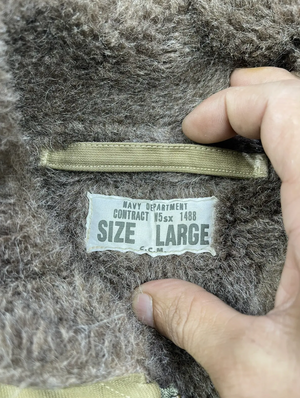 NAVY DEPARTMENT
CONTRACT N5sx 1488
SIZE LARGE
C.C.M.